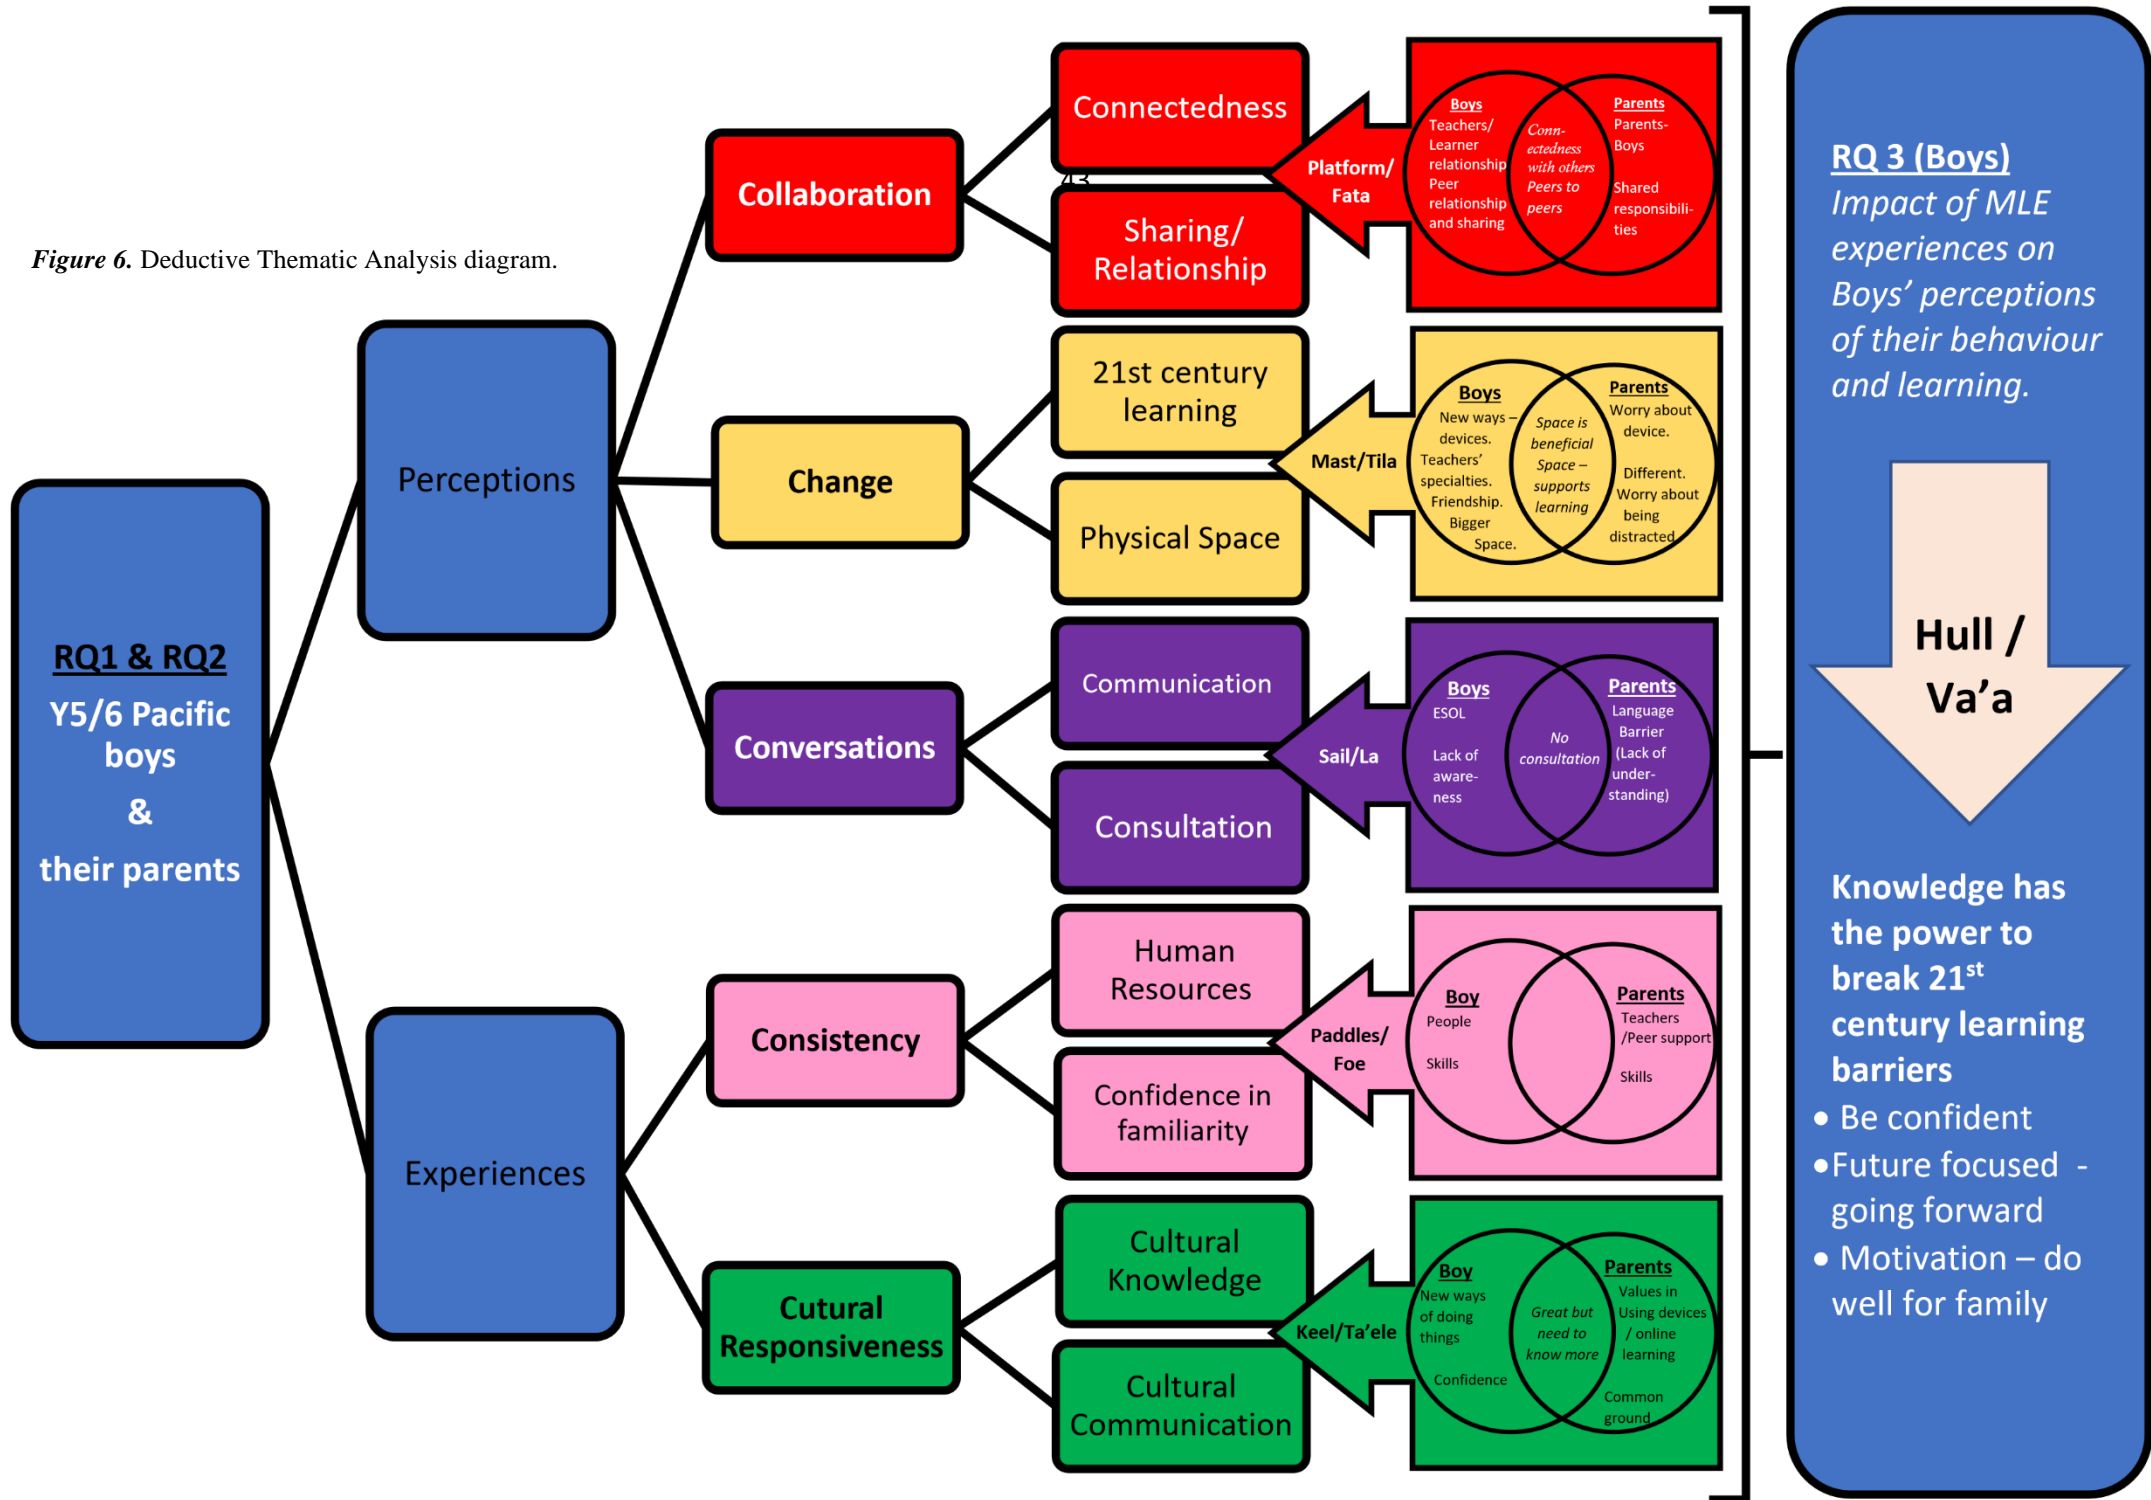 Figure 6. Deductive Thematic Analysis diagram.
43
RQ1 & RQ2
Y5/6 Pacific
boys
&
their parents
Perceptions
Experiences
Collaboration
Change
Conversations
Consistency
Cutural
Responsiveness
Connectedness
Sharing/
Relationship
21st century
learning
Physical Space
Communication
Consultation
Human
Resources
Confidence in
familiarity
Cultural
Knowledge
Cultural
Communication
Platform/
Fata
Boys
Teachers/
Learner
relationship
Peer
relationship
and sharing
Conn-
ectedness
with others
Peers to
peers
Parents
Parents-
Boys
Shared
responsibili-
ties
Mast/Tila
Boys
New ways –
devices.
Teachers’
specialties.
Friendship.
Bigger
Space.
Space is
beneficial
Space –
supports
learning
Parents
Worry about
device.
Different.
Worry about
being
distracted
Sail/La
Boys
ESOL
Lack of
aware-
ness
No
consultation
Parents
Language
Barrier
(Lack of
under-
standing)
Paddles/
Foe
Boy
People
Skills
Parents
Teachers
/Peer support
Skills
Keel/Ta’ele
Boy
New ways
of doing
things
Confidence
Great but
need to
know more
Parents
Values in
Using devices
/ online
learning
Common
ground
RQ 3 (Boys)
Impact of MLE
experiences on
Boys’ perceptions
of their behaviour
and learning.
Hull /
Va’a
Knowledge has
the power to
break 21st
century learning
barriers
• Be confident
•Future focused -
going forward
• Motivation – do
well for family